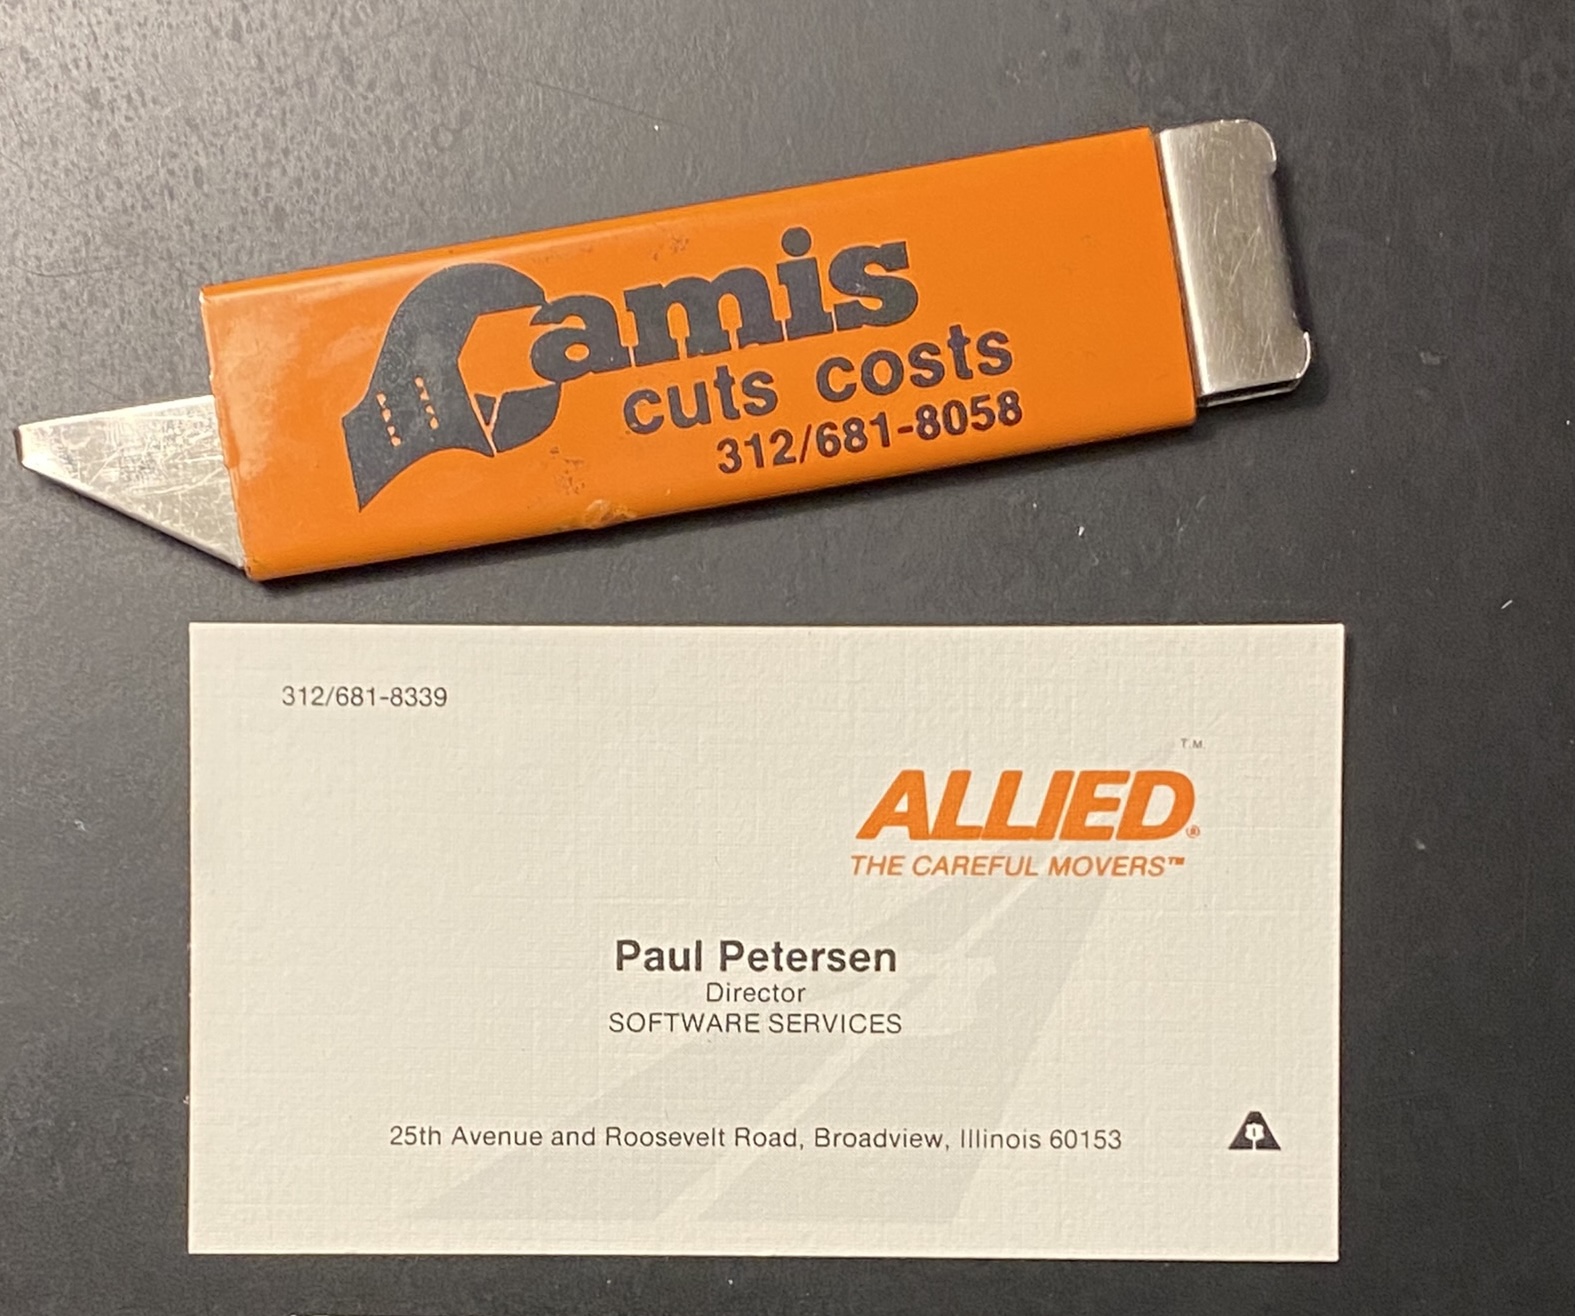 Camis
cuts costs
312/681-8058
312/681-8339
T.M.
ALLIED®
THE CAREFUL MOVERS™
Paul Petersen
Director
SOFTWARE SERVICES
25th Avenue and Roosevelt Road, Broadview, Illinois 60153